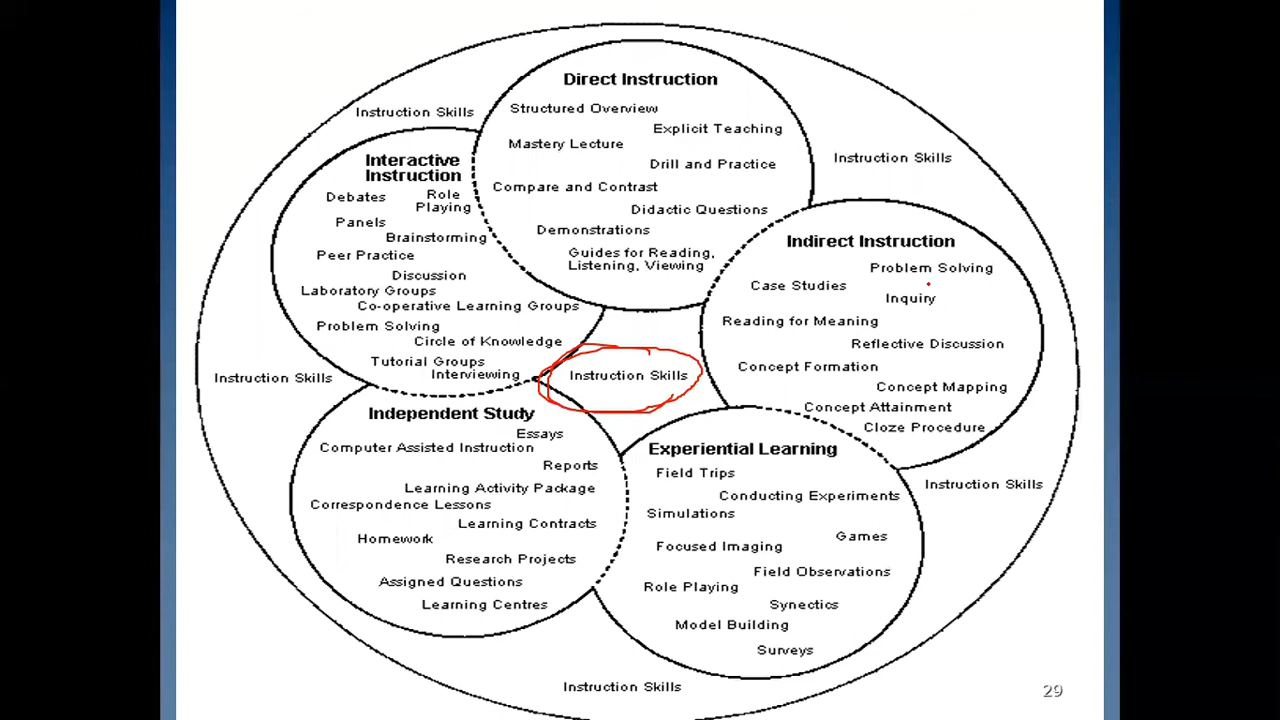 Direct Instruction
Structured Overview
Explicit Teaching
Mastery Lecture
Drill and Practice
Compare and Contrast
Didactic Questions
Demonstrations
Guides for Reading,
Listening, Viewing
Instruction Skills
Instruction Skills
Interactive
Instruction
Debates
Role
Playing
Panels
Brainstorming
Peer Practice
Discussion
Laboratory Groups
Co-operative Learning Groups
Problem Solving
Circle of Knowledge
Tutorial Groups
Interviewing
Indirect Instruction
Problem Solving
Case Studies
Inquiry
Reading for Meaning
Reflective Discussion
Concept Formation
Concept Mapping
Concept Attainment
Cloze Procedure
Instruction Skills
Instruction Skills
Independent Study
Essays
Computer Assisted Instruction
Reports
Learning Activity Package
Correspondence Lessons
Learning Contracts
Homework
Research Projects
Assigned Questions
Learning Centres
Experiential Learning
Field Trips
Conducting Experiments
Simulations
Games
Focused Imaging
Field Observations
Role Playing
Synectics
Model Building
Surveys
Instruction Skills
Instruction Skills
29